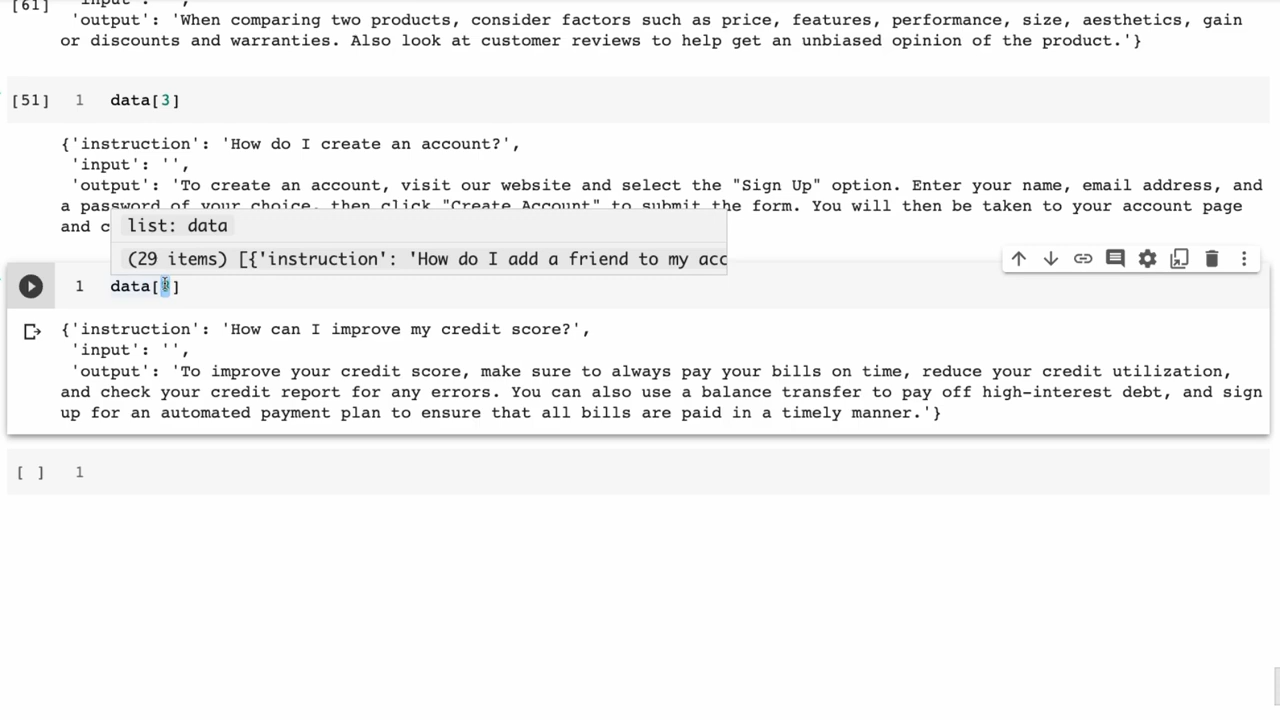 [61]
'output': 'When comparing two products, consider factors such as price, features, performance, size, aesthetics, gain
or discounts and warranties. Also look at customer reviews to help get an unbiased opinion of the product.'}
[51] 1 data[3]
{'instruction': 'How do I create an account?',
'input': '',
'output': 'To create an account, visit our website and select the "Sign Up" option. Enter your name, email address, and
a password of your choice, then click "Create Account" to submit the form. You will then be taken to your account page
and c
list: data
(29 items) [{'instruction': 'How do I add a friend to my acc
1 data[ ]
{'instruction': 'How can I improve my credit score?',
'input': '',
'output': 'To improve your credit score, make sure to always pay your bills on time, reduce your credit utilization,
and check your credit report for any errors. You can also use a balance transfer to pay off high-interest debt, and sign
up for an automated payment plan to ensure that all bills are paid in a timely manner.'}
[ ] 1